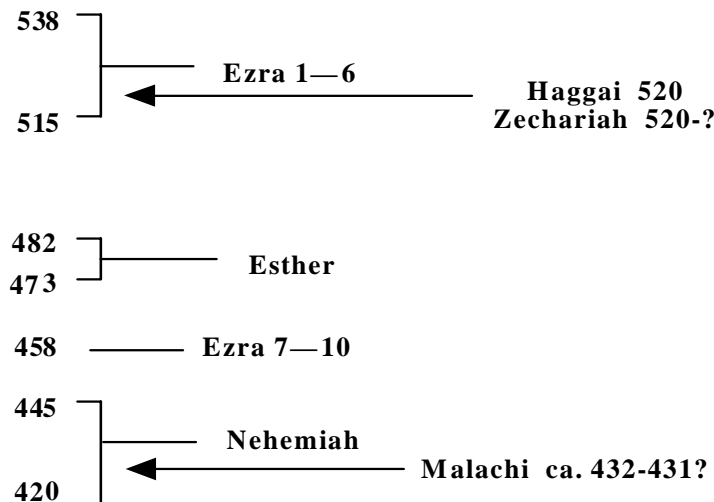 538
Ezra 1—6
Haggai 520
515
Zechariah 520-?
482
Esther
473
458
Ezra 7—10
445
Nehemiah
Malachi ca. 432-431?
420